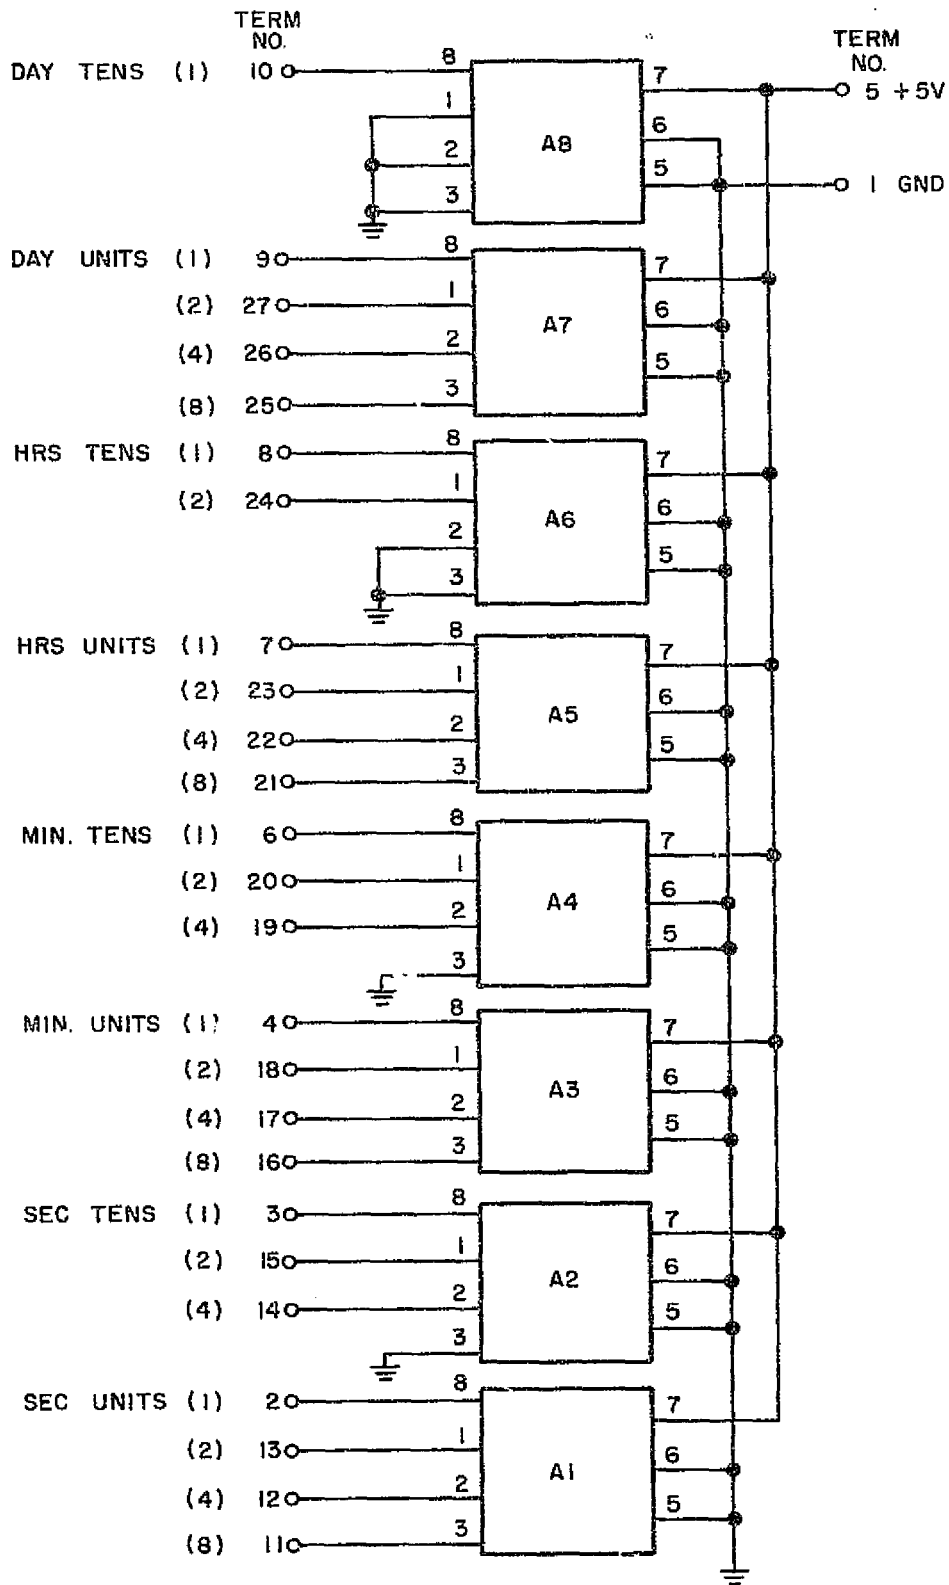 TERM NO.
TERM NO.
DAY TENS (1) 10 8 7 5 +5V
1 6
2 A8 5 1 GND
3
DAY UNITS (1) 9 8 7
(2) 27 1 A7 6
(4) 26 2 5
(8) 25 3
HRS TENS (1) 8 8 7
(2) 24 1 A6 6
2 5
3
HRS UNITS (1) 7 8 7
(2) 23 1 A5 6
(4) 22 2 5
(8) 21 3
MIN. TENS (1) 6 8 7
(2) 20 1 A4 6
(4) 19 2 5
3
MIN. UNITS (1) 4 8 7
(2) 18 1 A3 6
(4) 17 2 5
(8) 16 3
SEC TENS (1) 3 8 7
(2) 15 1 A2 6
(4) 14 2 5
3
SEC UNITS (1) 2 8 7
(2) 13 1 A1 6
(4) 12 2 5
(8) 11 3